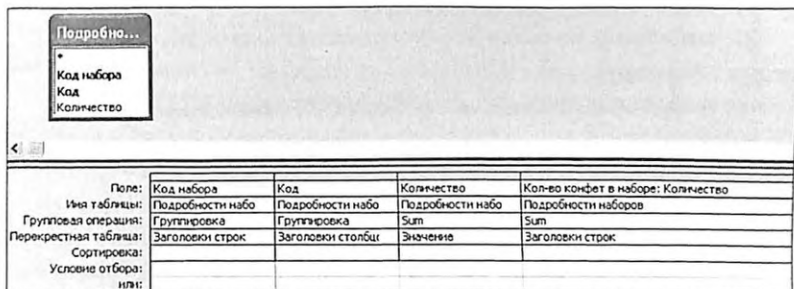 Подробно...
*
Код набора
Код
Количество
Поле: Код набора Код Количество Кол-во конфет в наборе: Количество
Имя таблицы: Подробности набо Подробности набо Подробности набо Подробности наборов
Групповая операция: Группировка Группировка Sum Sum
Перекрестная таблица: Заголовки строк Заголовки столбц Значение Заголовки строк
Сортировка:
Условие отбора:
или: